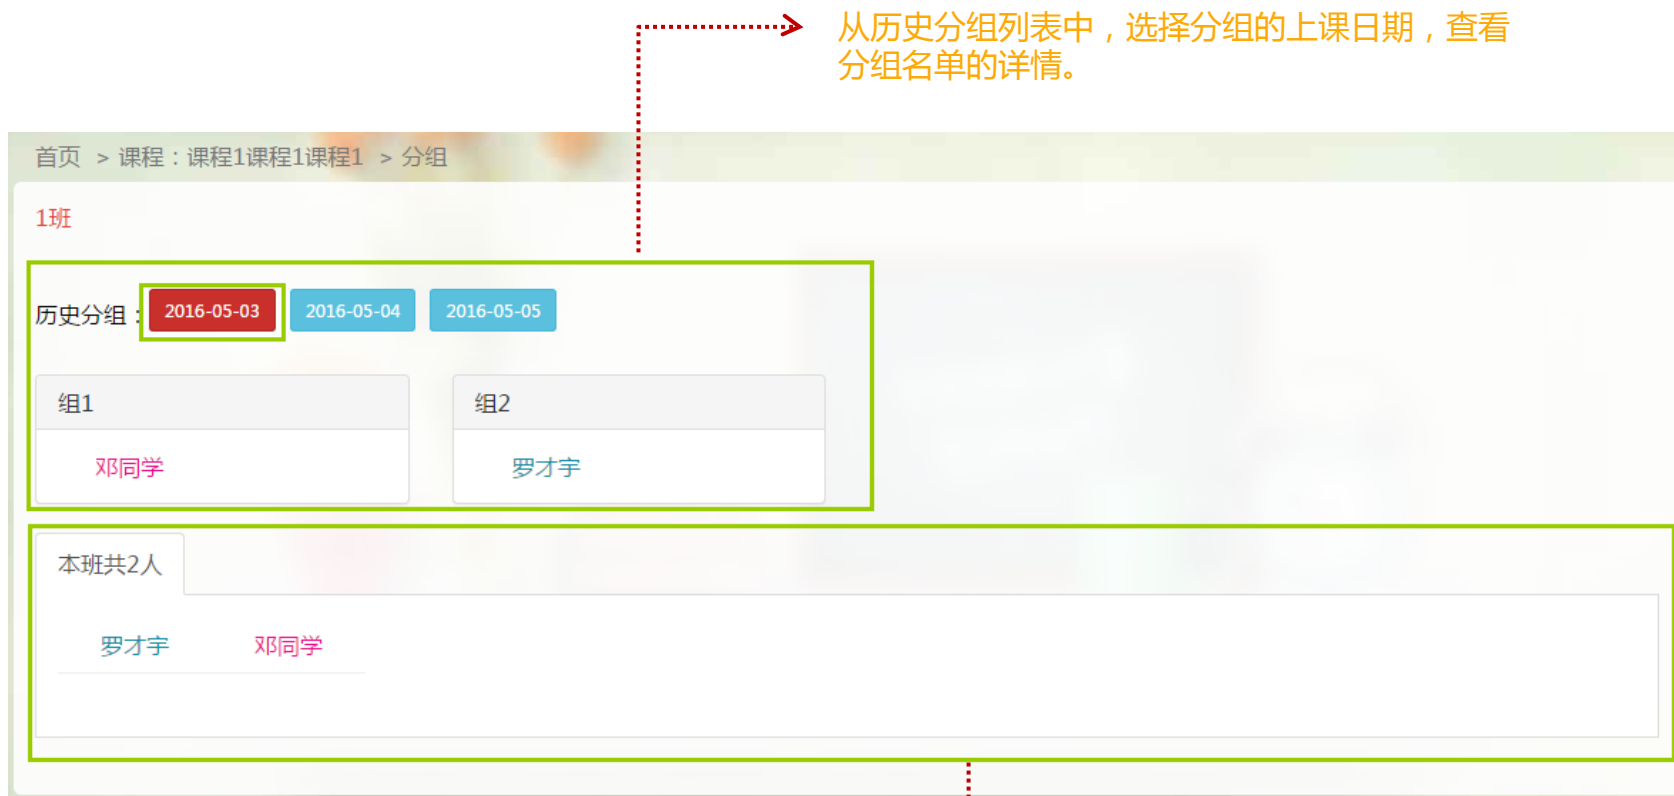 从历史分组列表中，选择分组的上课日期，查看
分组名单的详情。
首页 > 课程：课程1课程1课程1 > 分组
1班
历史分组： 2016-05-03 2016-05-04 2016-05-05
组1 组2
邓同学 罗才宇
本班共2人
罗才宇 邓同学